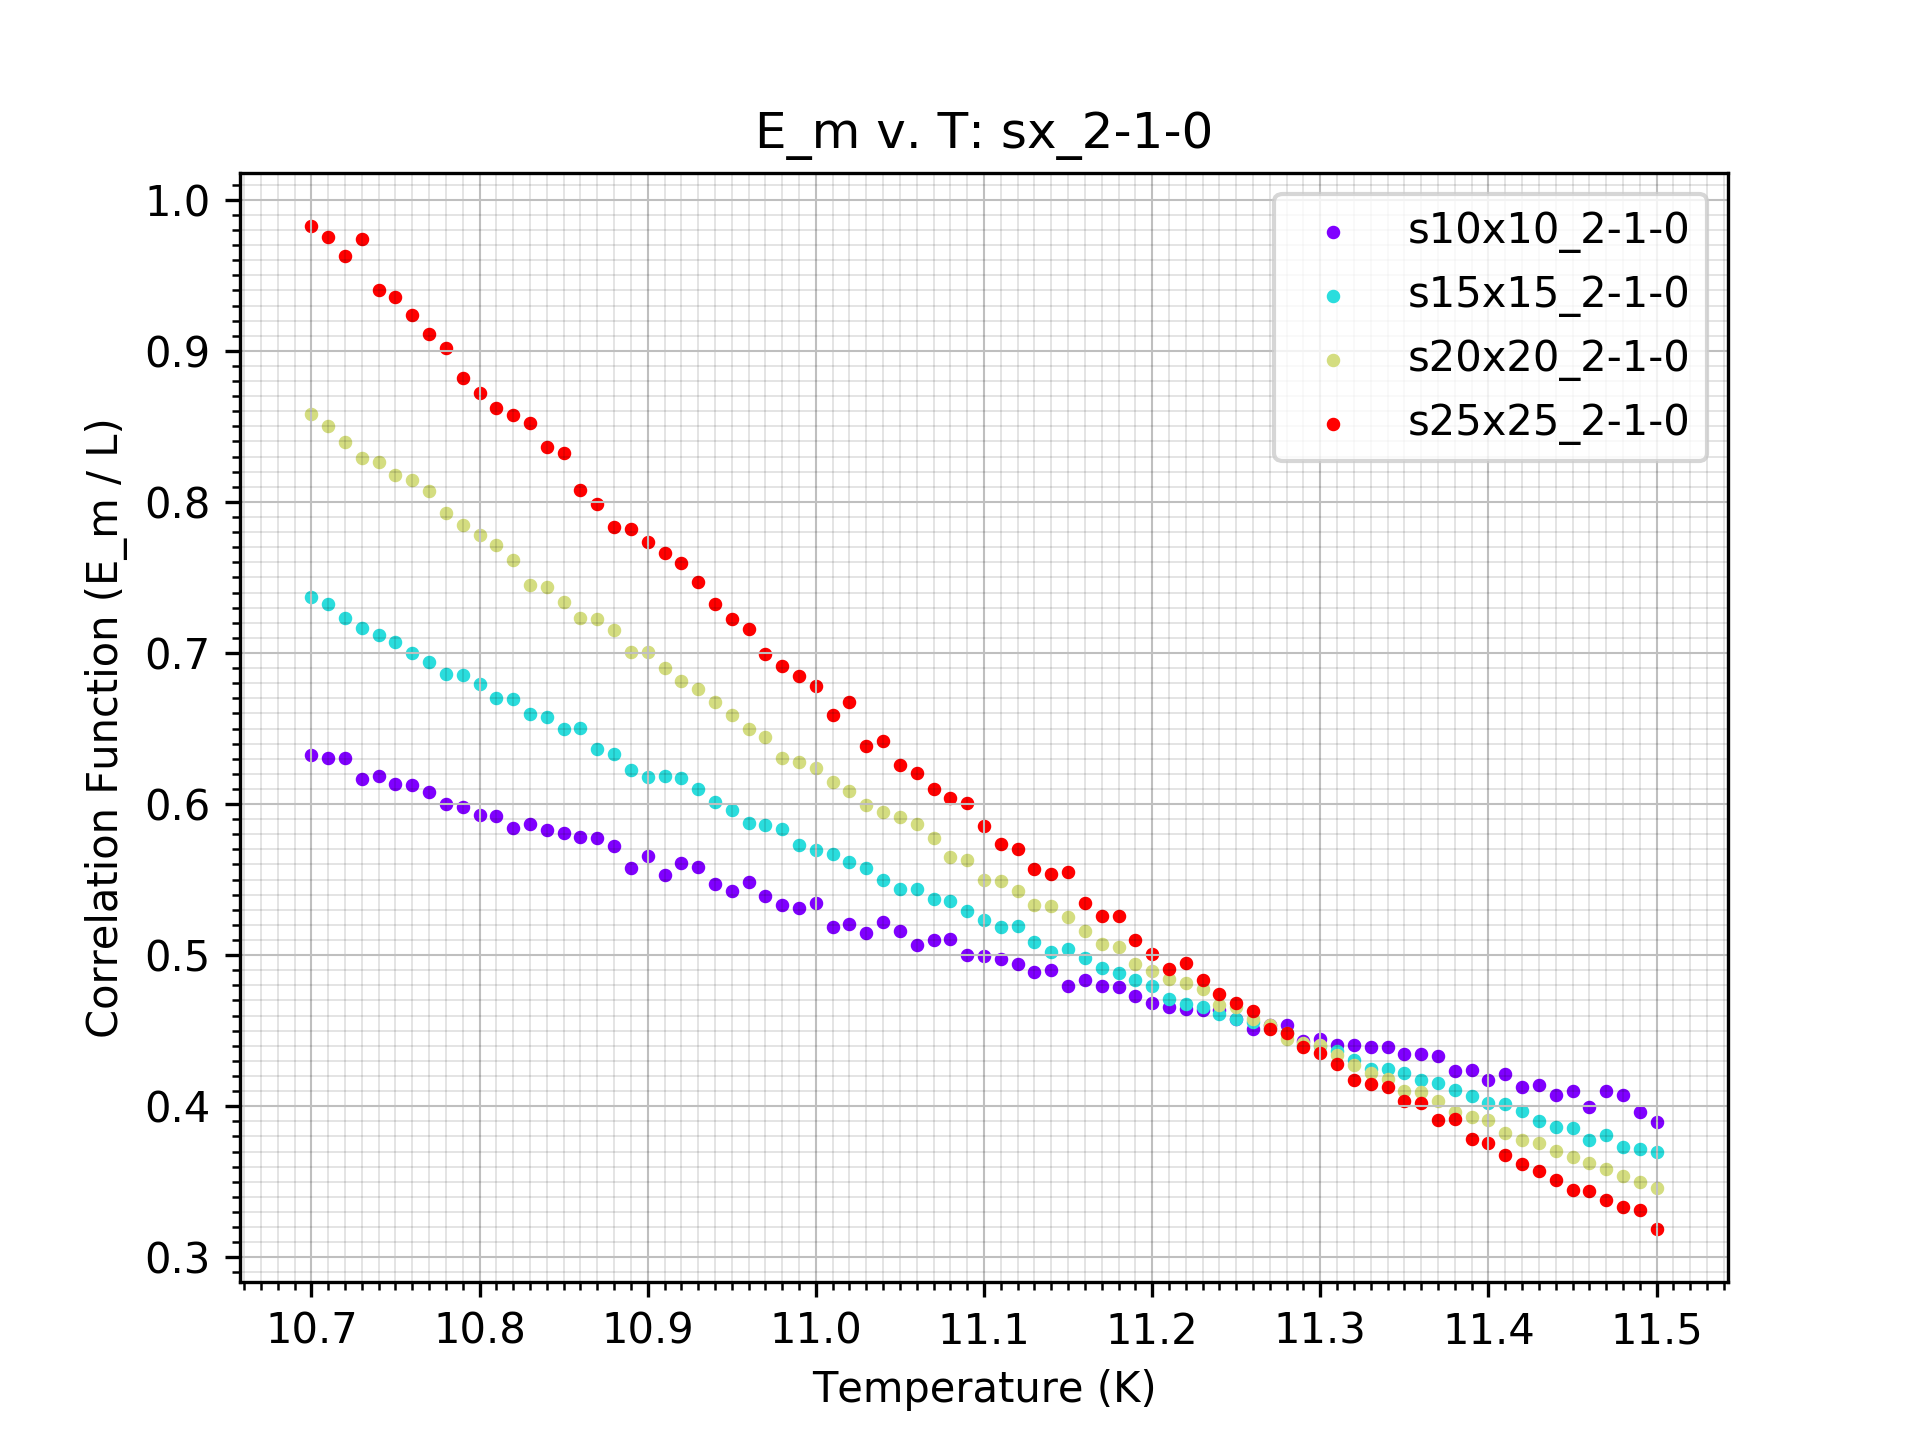 E_m v. T: sx_2-1-0
s10x10_2-1-0
s15x15_2-1-0
s20x20_2-1-0
s25x25_2-1-0
Correlation Function (E_m / L)
1.0
0.9
0.8
0.7
0.6
0.5
0.4
0.3
10.7 10.8 10.9 11.0 11.1 11.2 11.3 11.4 11.5
Temperature (K)